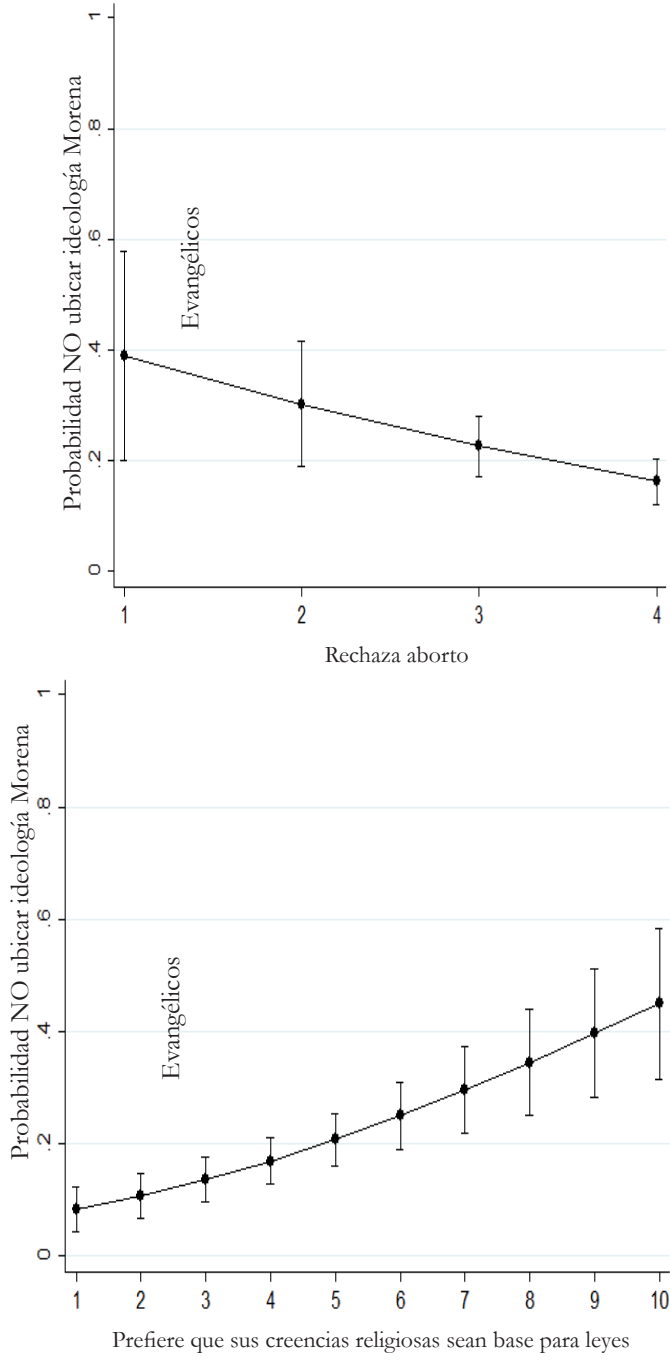 Probabilidad NO ubicar ideología Morena
Evangélicos
1
.8
.6
.4
.2
0
1 2 3 4
Rechaza aborto
Probabilidad NO ubicar ideología Morena
Evangélicos
1
.8
.6
.4
.2
0
1 2 3 4 5 6 7 8 9 10
Prefiere que sus creencias religiosas sean base para leyes